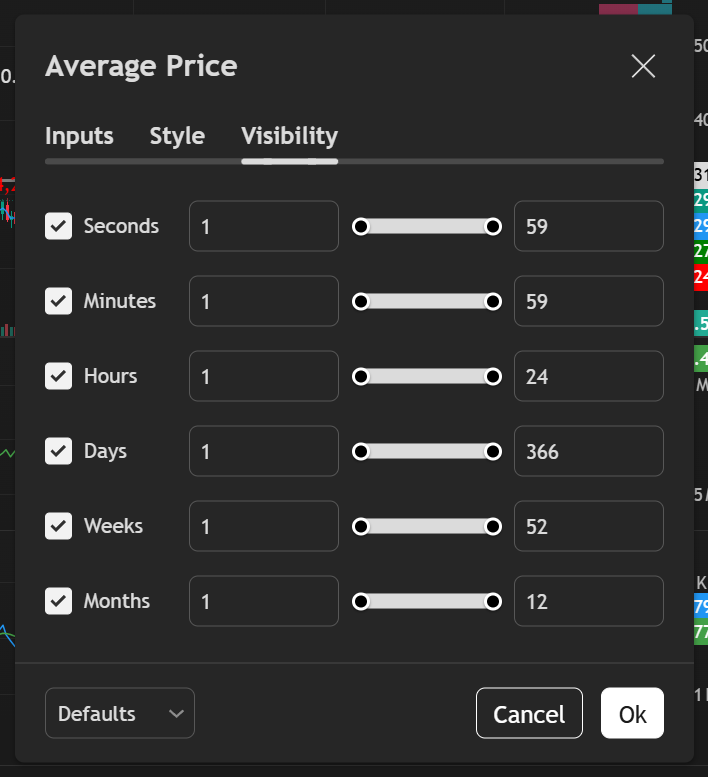 Average Price
Inputs Style Visibility
Seconds 1 59
Minutes 1 59
Hours 1 24
Days 1 366
Weeks 1 52
Months 1 12
Defaults Cancel Ok